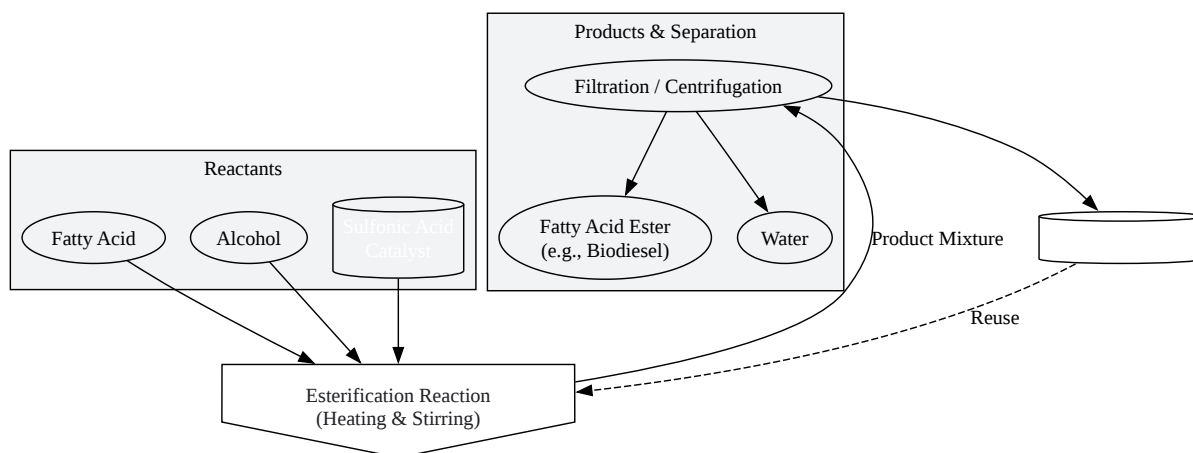 Products & Separation
Filtration / Centrifugation
Reactants
Fatty Acid
Alcohol
Sulfonic Acid
Catalyst
Fatty Acid Ester
(e.g., Biodiesel)
Water
Product Mixture
Reuse
Esterification Reaction
(Heating & Stirring)